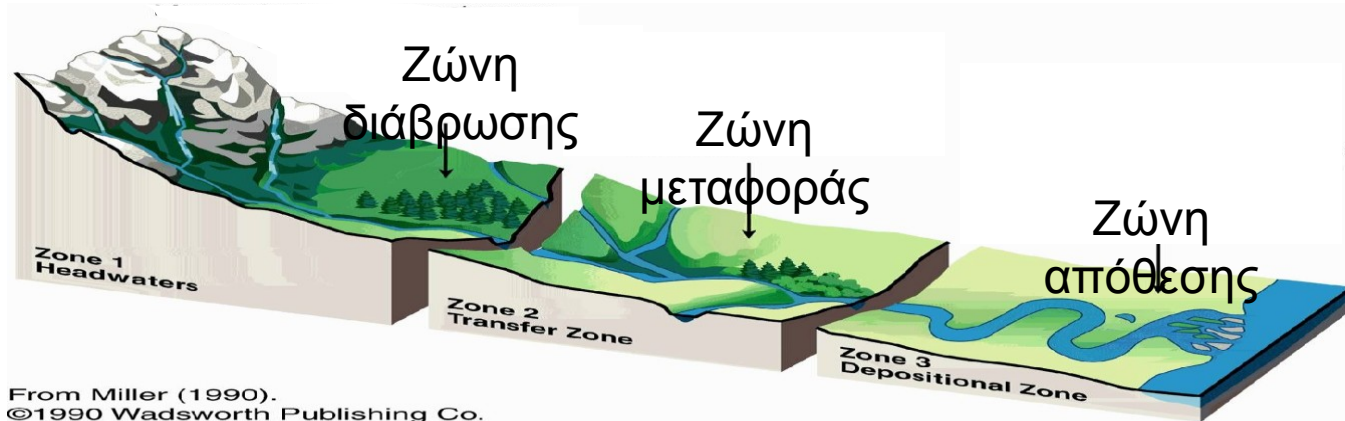 Ζώνη
διάβρωσης
Ζώνη
μεταφοράς
Ζώνη
απόθεσης
Zone 1
Headwaters
Zone 2
Transfer Zone
Zone 3
Depositional Zone
From Miller (1990).
©1990 Wadsworth Publishing Co.